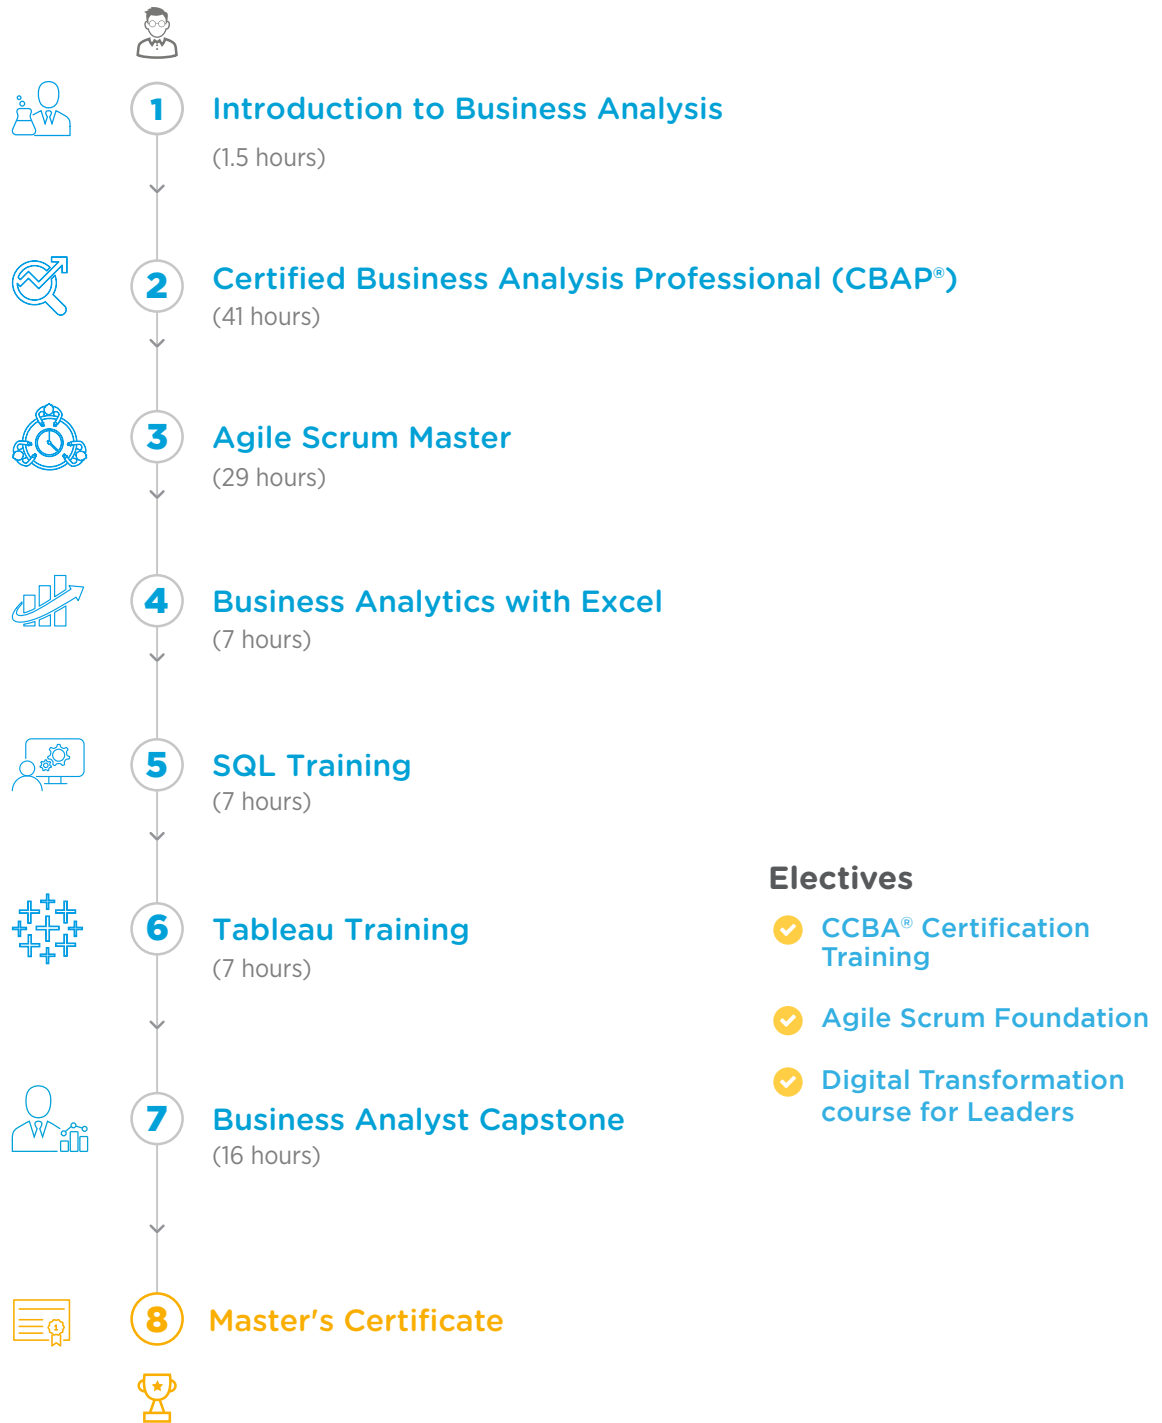 1
Introduction to Business Analysis
(1.5 hours)
2
Certified Business Analysis Professional (CBAP®)
(41 hours)
3
Agile Scrum Master
(29 hours)
4
Business Analytics with Excel
(7 hours)
5
SQL Training
(7 hours)
6
Tableau Training
(7 hours)
7
Business Analyst Capstone
(16 hours)
8
Master's Certificate
1
Electives
CCBA® Certification
Training
Agile Scrum Foundation
Digital Transformation
course for Leaders